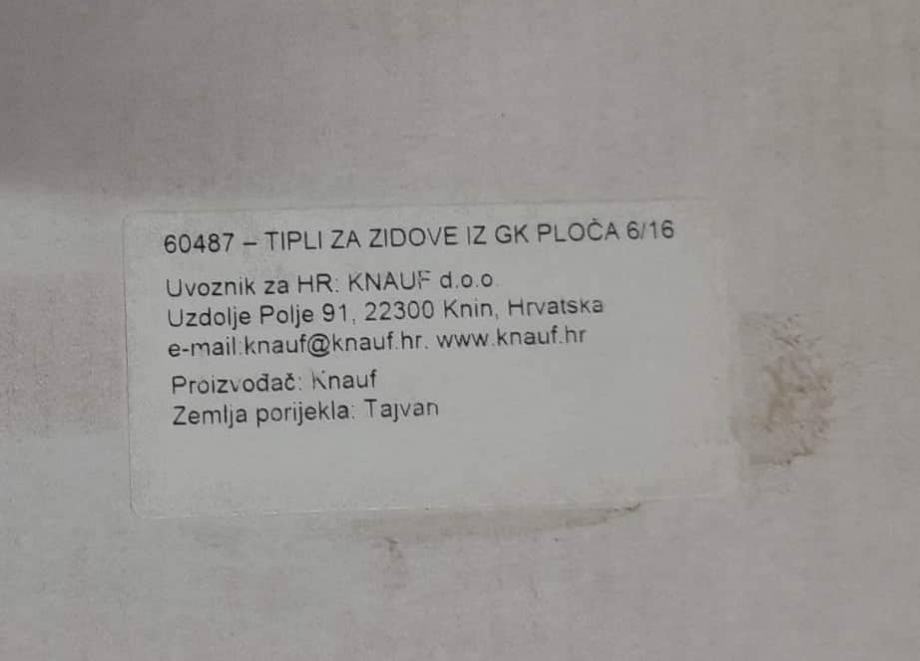 60487 – TIPLI ZA ZIDOVE IZ GK PLOČA 6/16
Uvoznik za HR: KNAUF d.o.o.
Uzdolje Polje 91, 22300 Knin, Hrvatska
e-mail:knauf@knauf.hr. www.knauf.hr
Proizvođač: Knauf
Zemlja porijekla: Tajvan